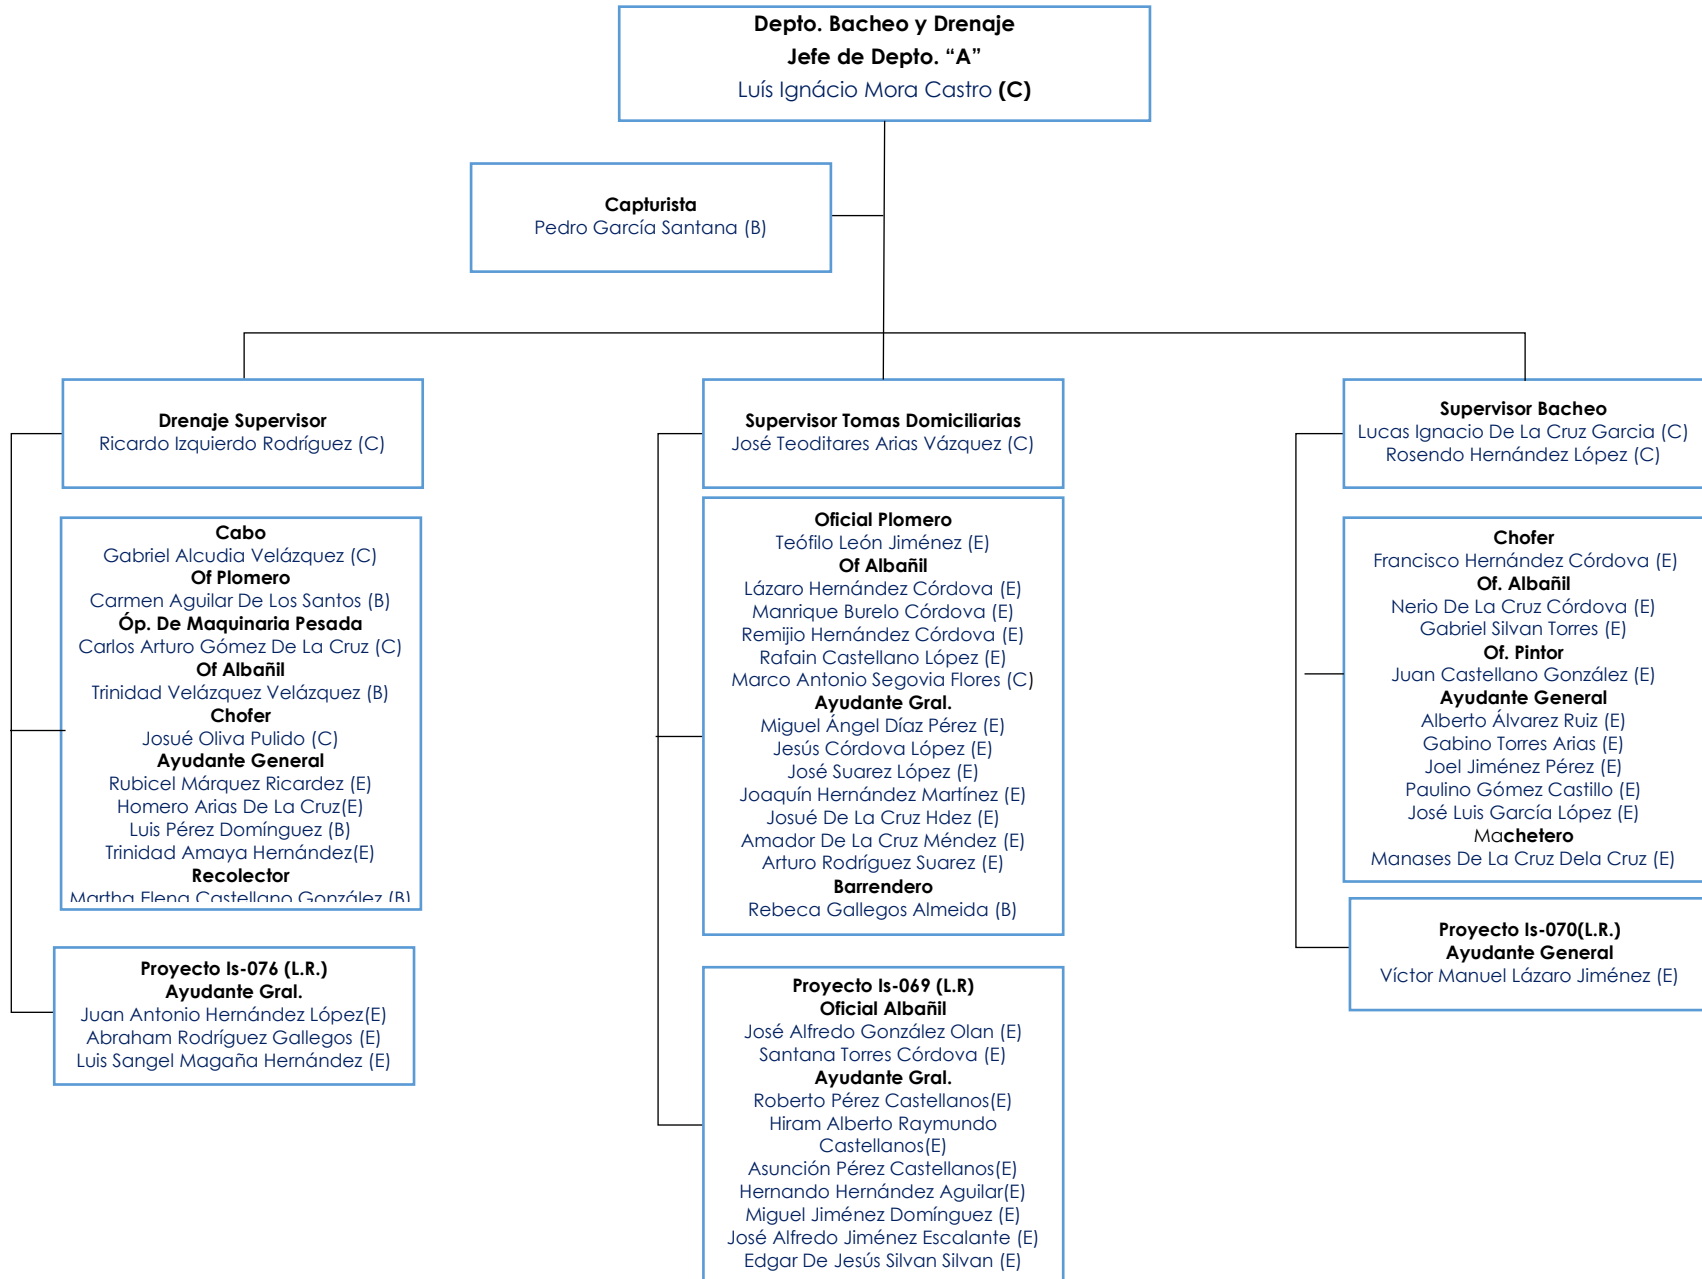 Depto. Bacheo y Drenaje
Jefe de Depto. “A”
Luís Ignácio Mora Castro (C)
Capturista
Pedro García Santana (B)
Drenaje Supervisor
Ricardo Izquierdo Rodríguez (C)
Cabo
Gabriel Alcudia Velázquez (C)
Of Plomero
Carmen Aguilar De Los Santos (B)
Óp. De Maquinaria Pesada
Carlos Arturo Gómez De La Cruz (C)
Of Albañil
Trinidad Velázquez Velázquez (B)
Chofer
Josué Oliva Pulido (C)
Ayudante General
Rubicel Márquez Ricardez (E)
Homero Arias De La Cruz(E)
Luis Pérez Domínguez (B)
Trinidad Amaya Hernández(E)
Recolector
Martha Elena Castellano González (B)
Proyecto Is-076 (L.R.)
Ayudante Gral.
Juan Antonio Hernández López(E)
Abraham Rodríguez Gallegos (E)
Luis Sangel Magaña Hernández (E)
Supervisor Tomas Domiciliarias
José Teoditares Arias Vázquez (C)
Oficial Plomero
Teófilo León Jiménez (E)
Of Albañil
Lázaro Hernández Córdova (E)
Manrique Burelo Córdova (E)
Remijio Hernández Córdova (E)
Rafain Castellano López (E)
Marco Antonio Segovia Flores (C)
Ayudante Gral.
Miguel Ángel Díaz Pérez (E)
Jesús Córdova López (E)
José Suarez López (E)
Joaquín Hernández Martínez (E)
Josué De La Cruz Hdez (E)
Amador De La Cruz Méndez (E)
Arturo Rodríguez Suarez (E)
Barrendero
Rebeca Gallegos Almeida (B)
Proyecto Is-069 (L.R)
Oficial Albañil
José Alfredo González Olan (E)
Santana Torres Córdova (E)
Ayudante Gral.
Roberto Pérez Castellanos(E)
Hiram Alberto Raymundo
Castellanos(E)
Asunción Pérez Castellanos(E)
Hernando Hernández Aguilar(E)
Miguel Jiménez Domínguez (E)
José Alfredo Jiménez Escalante (E)
Edgar De Jesús Silvan Silvan (E)
Supervisor Bacheo
Lucas Ignacio De La Cruz Garcia (C)
Rosendo Hernández López (C)
Chofer
Francisco Hernández Córdova (E)
Of. Albañil
Nerio De La Cruz Córdova (E)
Gabriel Silvan Torres (E)
Of. Pintor
Juan Castellano González (E)
Ayudante General
Alberto Álvarez Ruiz (E)
Gabino Torres Arias (E)
Joel Jiménez Pérez (E)
Paulino Gómez Castillo (E)
José Luis García López (E)
Machetero
Manases De La Cruz Dela Cruz (E)
Proyecto Is-070(L.R.)
Ayudante General
Víctor Manuel Lázaro Jiménez (E)